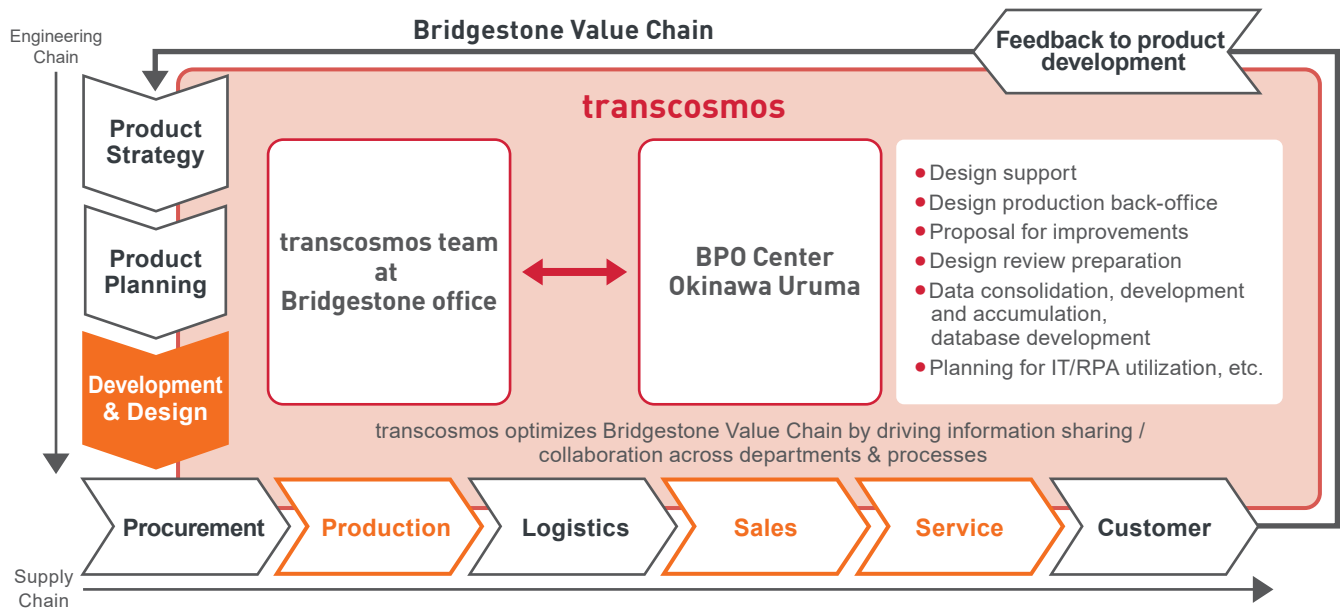 Engineering
Chain
Bridgestone Value Chain
Feedback to product
development
transcosmos
Product
Strategy
Product
Planning
Development
& Design
transcosmos team
at
Bridgestone office
BPO Center
Okinawa Uruma
• Design support
• Design production back-office
• Proposal for improvements
• Design review preparation
• Data consolidation, development
and accumulation,
database development
• Planning for IT/RPA utilization, etc.
transcosmos optimizes Bridgestone Value Chain by driving information sharing /
collaboration across departments & processes
Procurement
Production
Logistics
Sales
Service
Customer
Supply
Chain